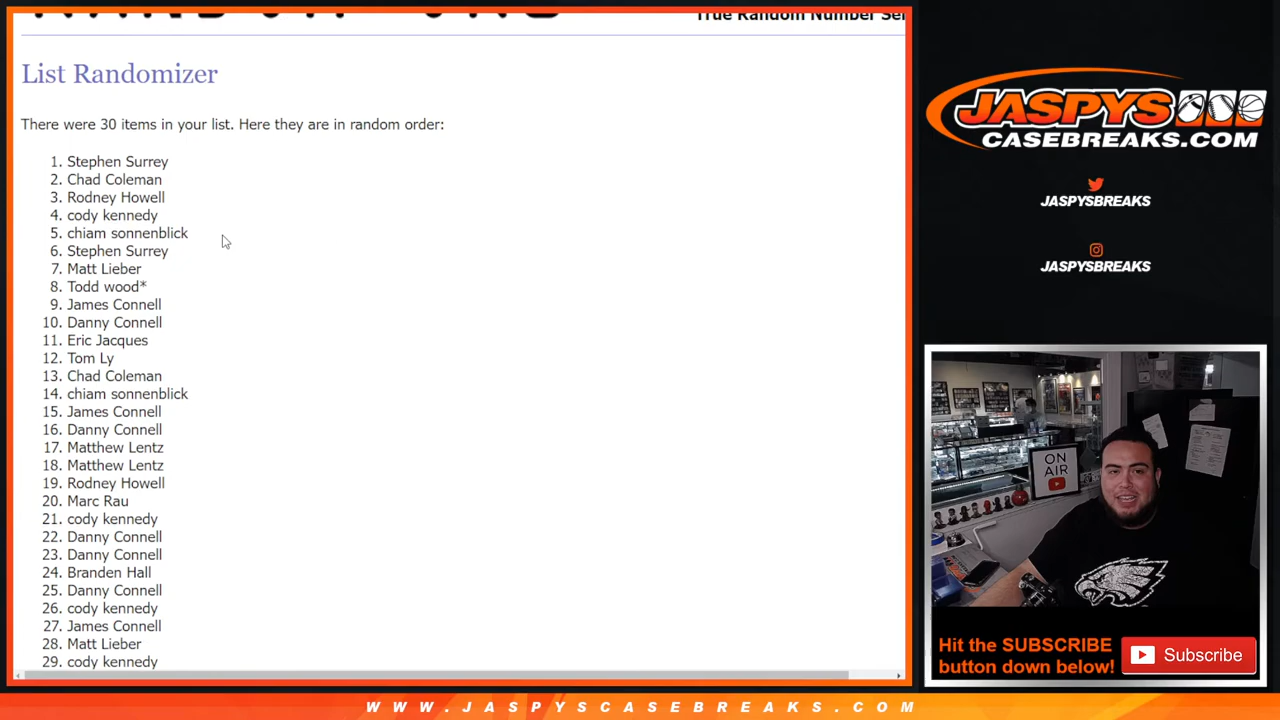 True Random Number Ser
List Randomizer
There were 30 items in your list. Here they are in random order:
1. Stephen Surrey
2. Chad Coleman
3. Rodney Howell
4. cody kennedy
5. chiam sonnenblick
6. Stephen Surrey
7. Matt Lieber
8. Todd wood*
9. James Connell
10. Danny Connell
11. Eric Jacques
12. Tom Ly
13. Chad Coleman
14. chiam sonnenblick
15. James Connell
16. Danny Connell
17. Matthew Lentz
18. Matthew Lentz
19. Rodney Howell
20. Marc Rau
21. cody kennedy
22. Danny Connell
23. Danny Connell
24. Branden Hall
25. Danny Connell
26. cody kennedy
27. James Connell
28. Matt Lieber
29. cody kennedy
JASPYS
CASEBREAKS.COM
JASPYSBREAKS
JASPYSBREAKS
ON
AIR
Hit the SUBSCRIBE
button down below!
Subscribe
WWW.JASPYSCASEBREAKS.COM